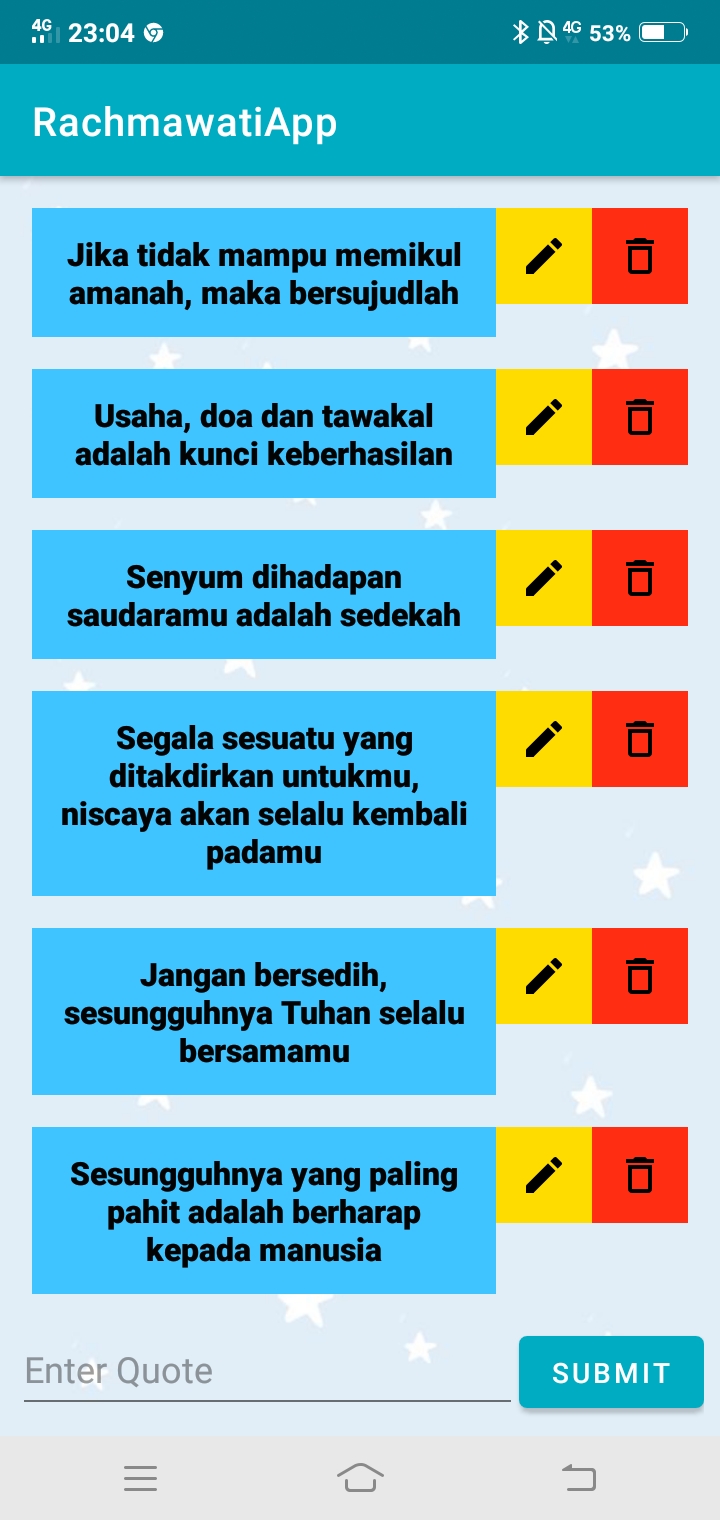 4G 23:04 4G 53%
RachmawatiApp
Jika tidak mampu memikul
amanah, maka bersujudlah
Usaha, doa dan tawakal
adalah kunci keberhasilan
Senyum dihadapan
saudaramu adalah sedekah
Segala sesuatu yang
ditakdirkan untukmu,
niscaya akan selalu kembali
padamu
Jangan bersedih,
sesungguhnya Tuhan selalu
bersamamu
Sesungguhnya yang paling
pahit adalah berharap
kepada manusia
Enter Quote SUBMIT